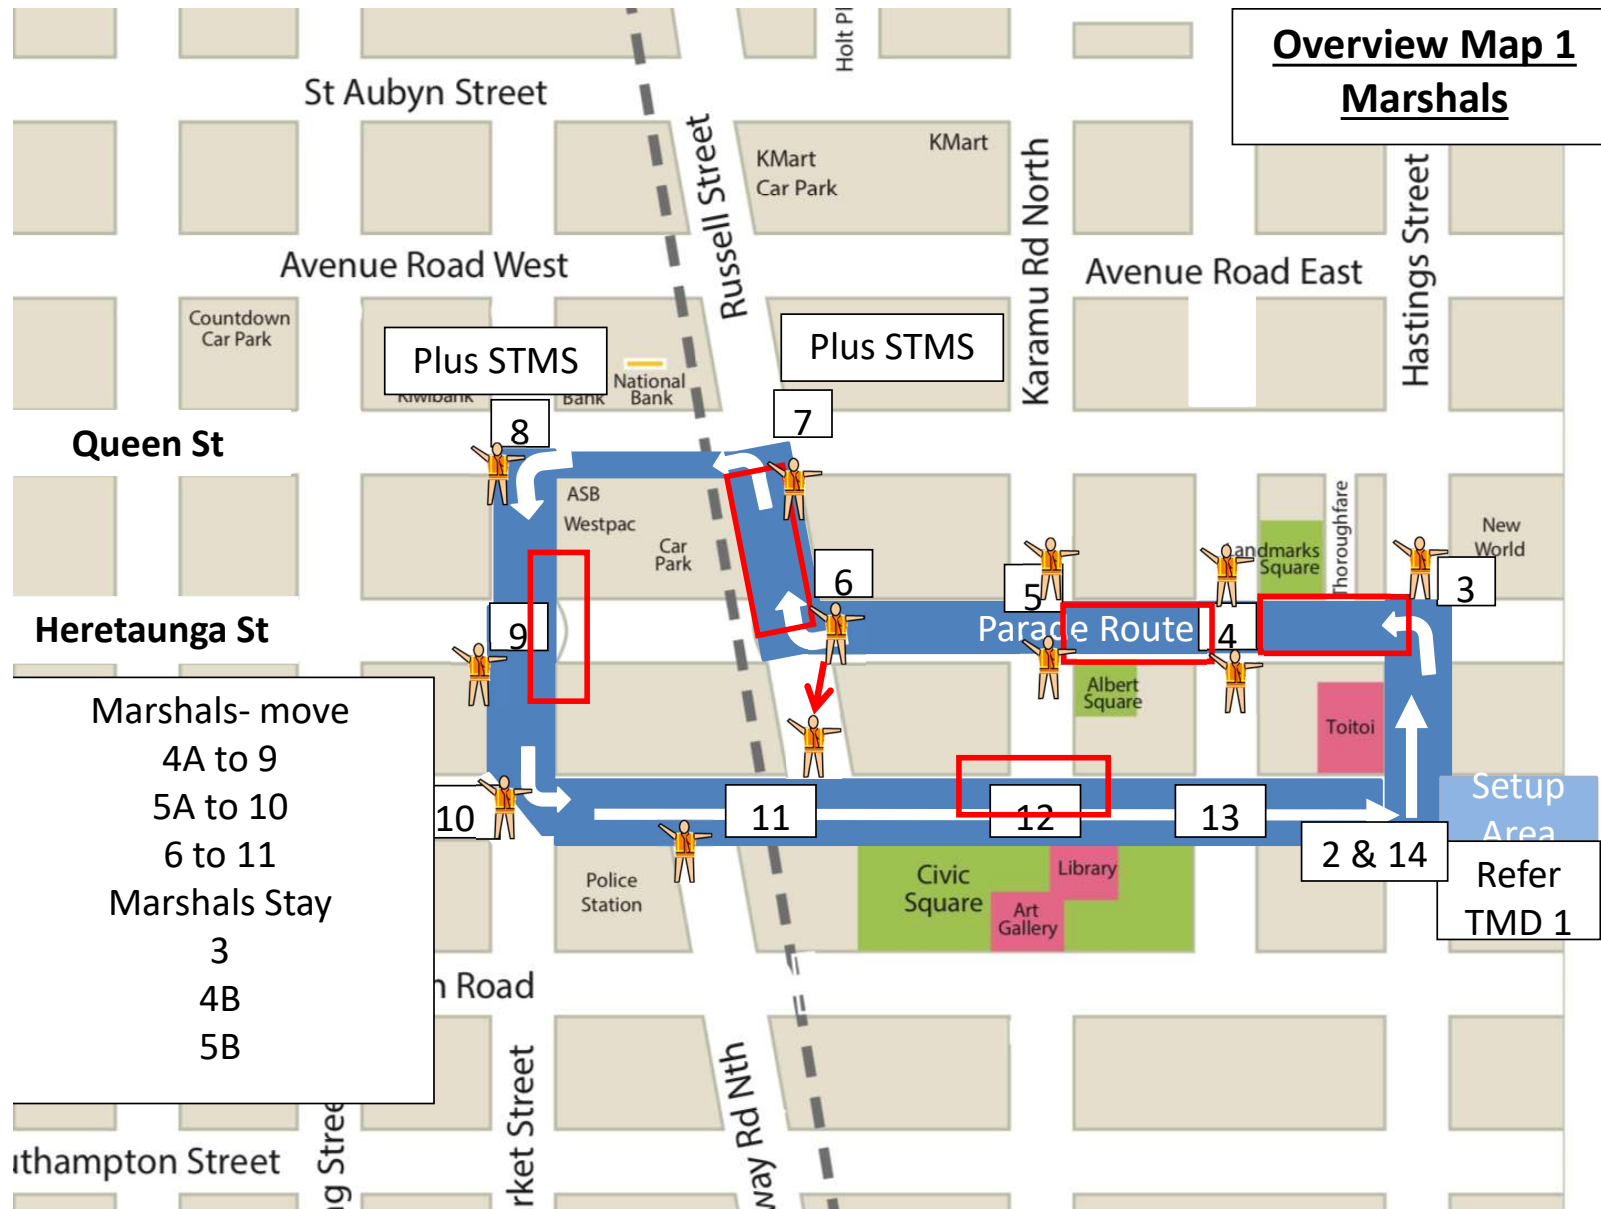 Overview Map 1
Marshals
Holt Pl
St Aubyn Street
KMart
KMart
Car Park
Russell Street
Karamu Rd North
Hastings Street
Avenue Road West
Avenue Road East
Countdown
Car Park
Plus STMS
Plus STMS
National
Bank
Kiwibank
Bank
7
8
Queen St
ASB
Westpac
Car
Park
Thoroughfare
New
World
Landmarks
Square
6
5
3
Heretaunga St
9
Parade Route
4
Albert
Square
Toitoi
Marshals- move
4A to 9
5A to 10
6 to 11
Marshals Stay
3
4B
5B
10
11
12
13
Setup
Area
2 & 14
Refer
TMD 1
Police
Station
Civic
Square
Library
Art
Gallery
n Road
rket Street
way Rd Nth
uthampton Street
ng Street